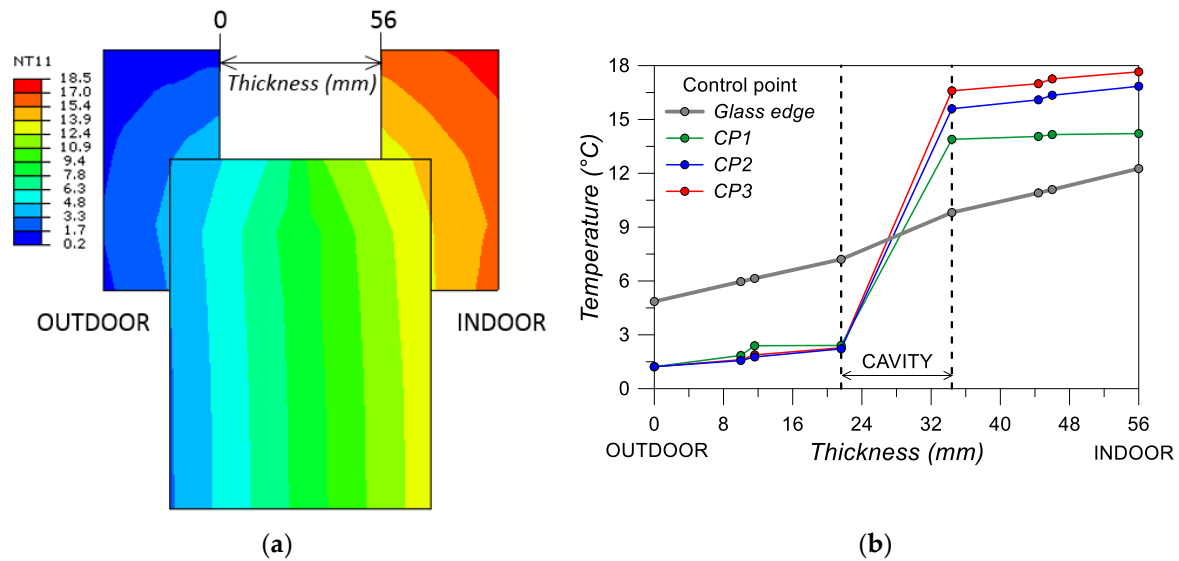 0
56
NT11
18.5
17.0
15.4
13.9
12.4
10.9
9.4
7.8
6.3
4.8
3.3
1.7
0.2
Thickness (mm)
OUTDOOR
INDOOR
(a)
Temperature (°C)
18
15
12
9
6
3
0
Control point
Glass edge
CP1
CP2
CP3
CAVITY
0 8 16 24 32 40 48 56
OUTDOOR
Thickness (mm)
INDOOR
(b)